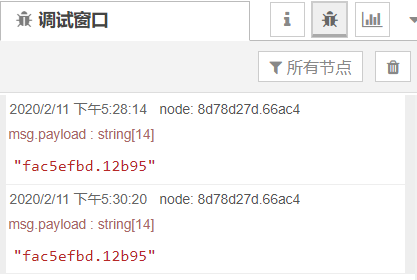 调试窗口
所有节点
2020/2/11 下午5:28:14 node: 8d78d27d.66ac4
msg.payload : string[14]
"fac5efbd.12b95"
2020/2/11 下午5:30:20 node: 8d78d27d.66ac4
msg.payload : string[14]
"fac5efbd.12b95"